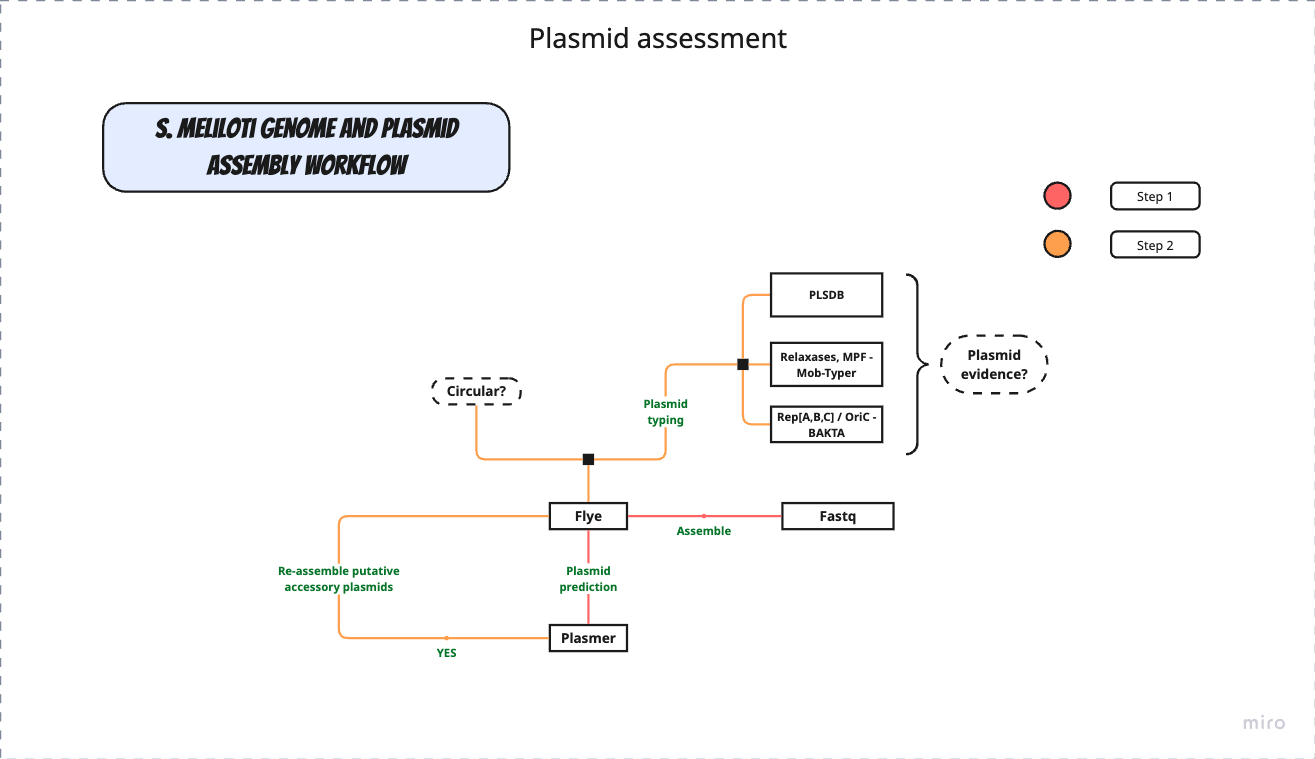 Plasmid assessment
S. MELILOTI GENOME AND PLASMID
ASSEMBLY WORKFLOW
Step 1
Step 2
PLSDB
Relaxases, MPF -
Mob-Typer
Plasmid
evidence?
Circular?
Plasmid
typing
Rep[A,B,C] / OriC -
BAKTA
Flye
Fastq
Assemble
Re-assemble putative
accessory plasmids
Plasmid
prediction
Plasmer
YES
miro